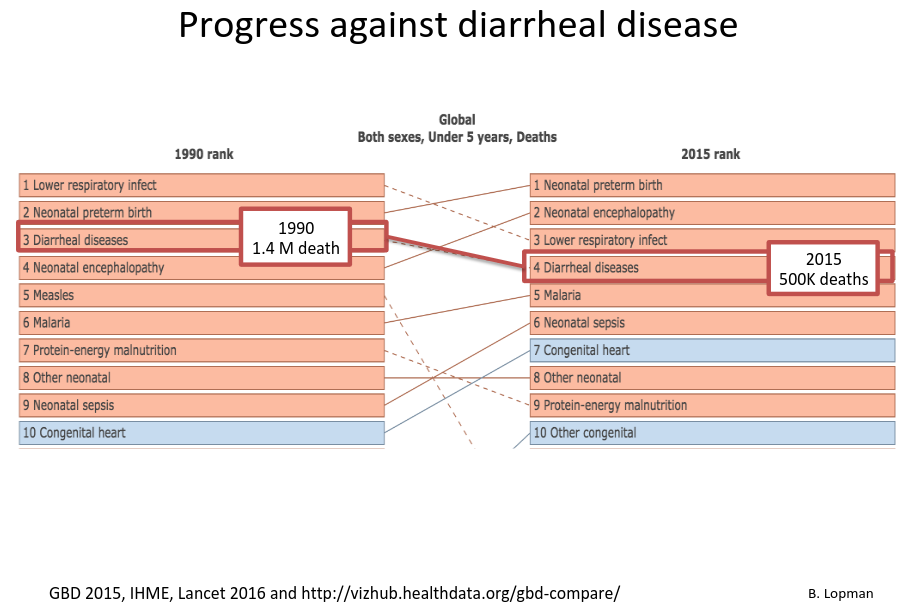 Progress against diarrheal disease
Global
Both sexes, Under 5 years, Deaths
1990 rank
2015 rank
1 Lower respiratory infect
2 Neonatal preterm birth
3 Diarrheal diseases
4 Neonatal encephalopathy
5 Measles
6 Malaria
7 Protein-energy malnutrition
8 Other neonatal
9 Neonatal sepsis
10 Congenital heart
1990
1.4 M death
1 Neonatal preterm birth
2 Neonatal encephalopathy
3 Lower respiratory infect
4 Diarrheal diseases
5 Malaria
6 Neonatal sepsis
7 Congenital heart
8 Other neonatal
9 Protein-energy malnutrition
10 Other congenital
2015
500K deaths
GBD 2015, IHME, Lancet 2016 and http://vizhub.healthdata.org/gbd-compare/
B. Lopman